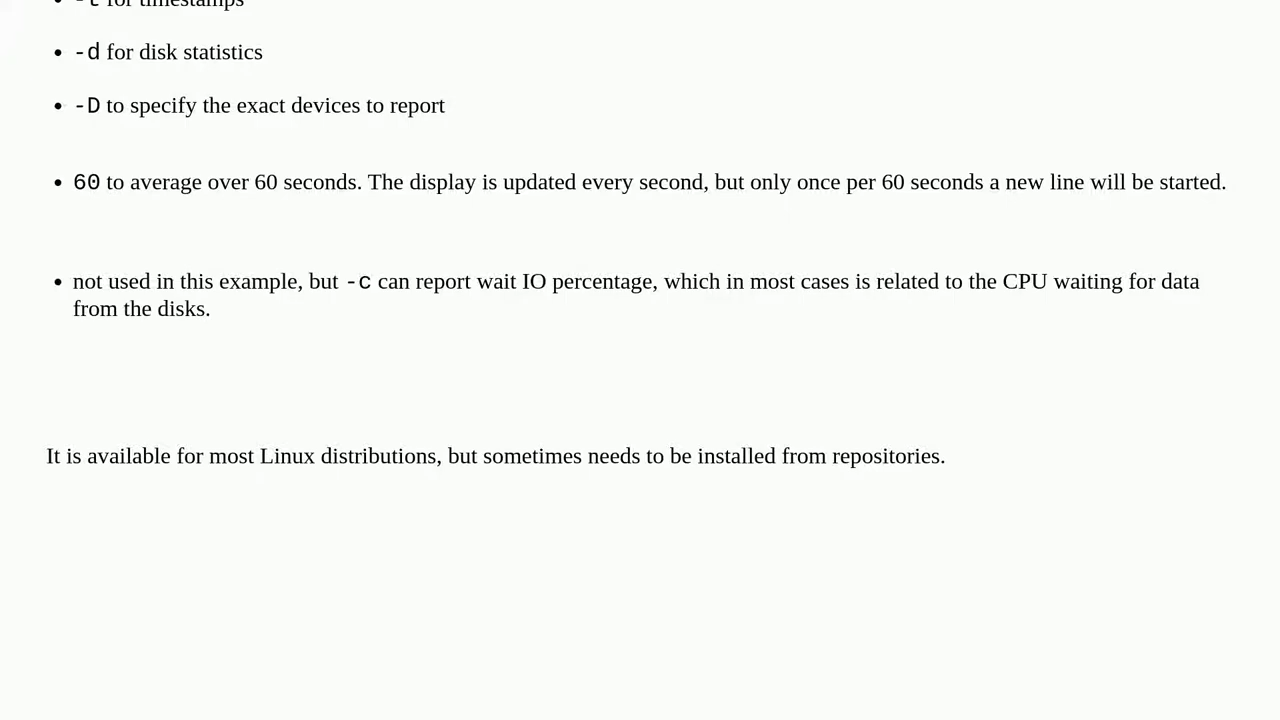 -t for timestamps
-d for disk statistics
-D to specify the exact devices to report
60 to average over 60 seconds. The display is updated every second, but only once per 60 seconds a new line will be started.
not used in this example, but -c can report wait IO percentage, which in most cases is related to the CPU waiting for data
from the disks.
It is available for most Linux distributions, but sometimes needs to be installed from repositories.